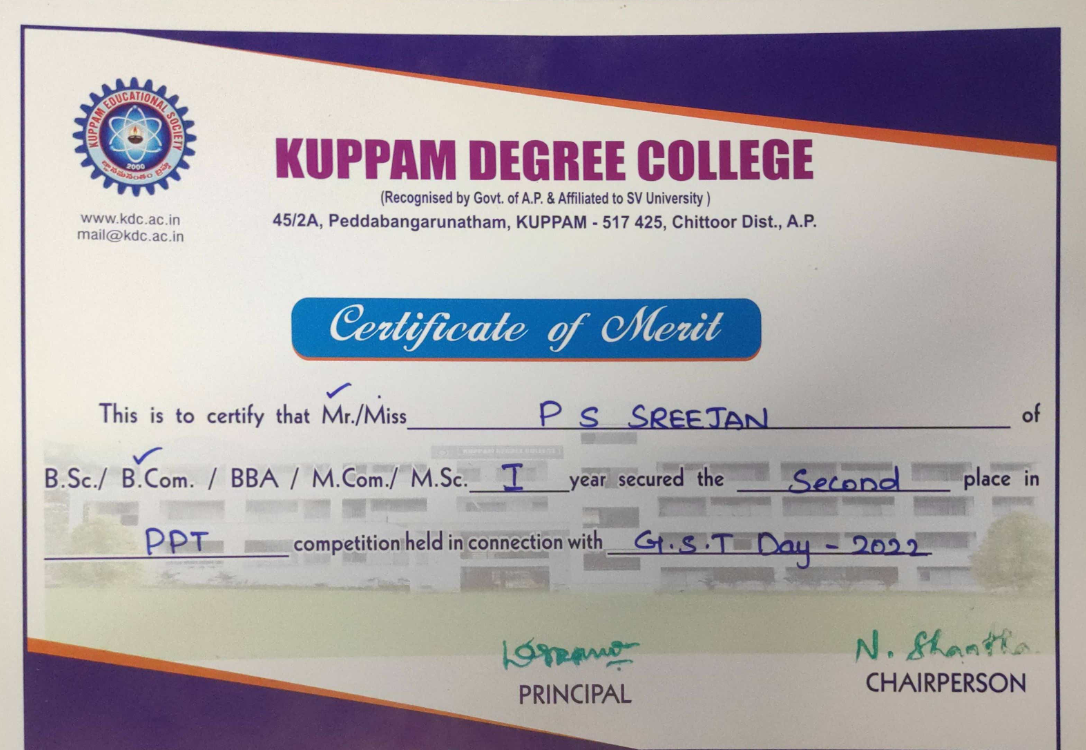 KUPPAM EDUCATIONAL SOCIETY
2000
www.kdc.ac.in
mail@kdc.ac.in
KUPPAM DEGREE COLLEGE
(Recognised by Govt. of A.P. & Affiliated to SV University )
45/2A, Peddabangarunatham, KUPPAM - 517 425, Chittoor Dist., A.P.
Certificate of Merit
This is to certify that Mr./Miss P S SREEJAN of
B.Sc./ B.Com. / BBA / M.Com./ M.Sc. I year secured the Second place in
PPT competition held in connection with G.S.T Day - 2022
N. Shantha
PRINCIPAL
CHAIRPERSON